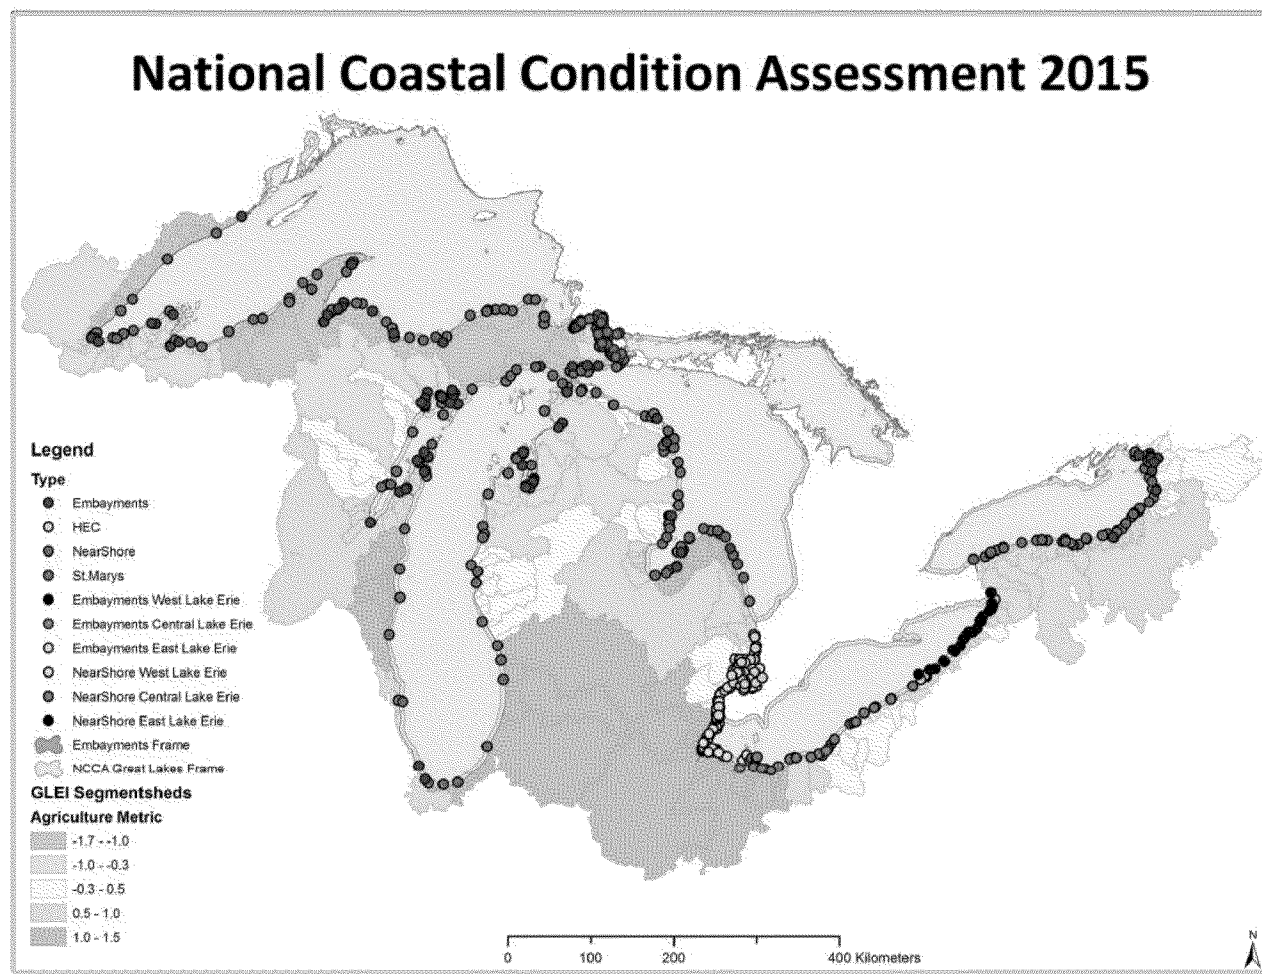 National Coastal Condition Assessment 2015
Legend
Type
Embayments
HEC
NearShore
St.Marys
Embayments West Lake Erie
Embayments Central Lake Erie
Embayments East Lake Erie
NearShore West Lake Erie
NearShore Central Lake Erie
NearShore East Lake Erie
Embayments Frame
NCCA Great Lakes Frame
GLEI Segmentsheds
Agriculture Metric
-1.7 - -1.0
-1.0 - -0.3
-0.3 - 0.5
0.5 - 1.0
1.0 - 1.5
0 100 200 400 Kilometers
N